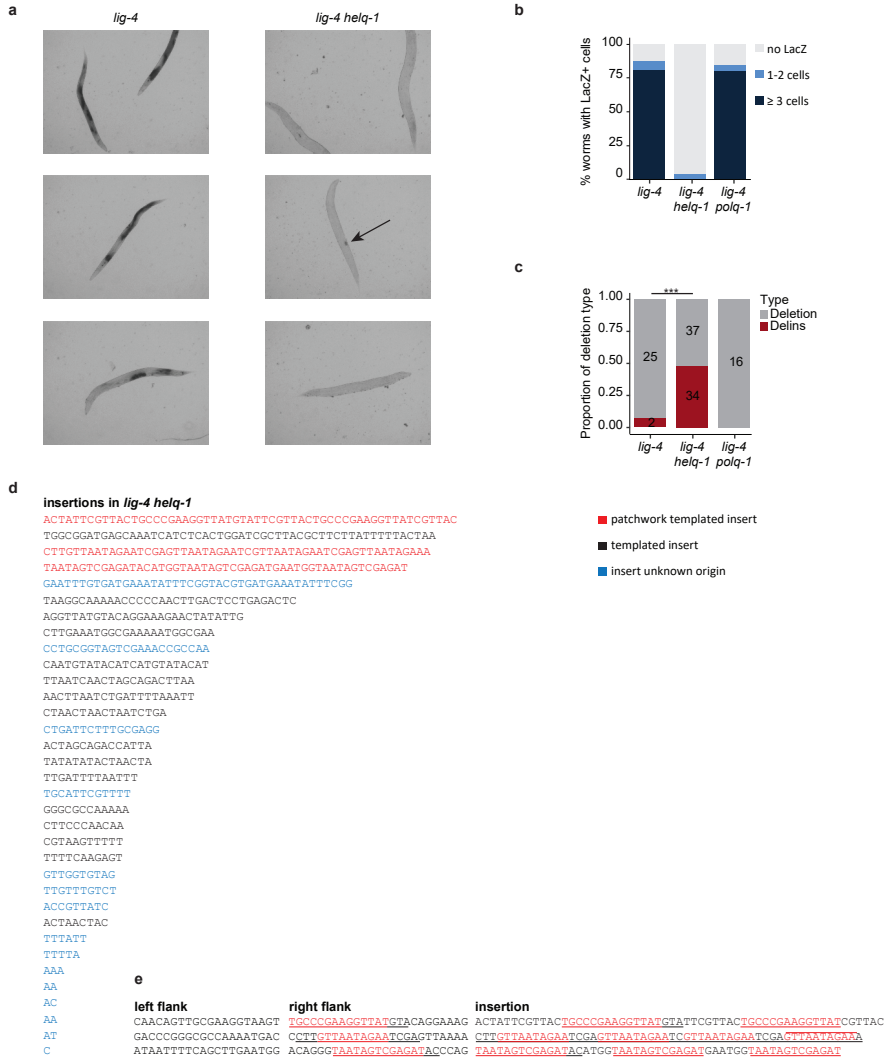 a
lig-4
lig-4 helq-1
b
% worms with LacZ+ cells
100
75
50
25
0
lig-4
lig-4
helq-1
lig-4
polq-1
no LacZ
1-2 cells
≥ 3 cells
c
Proportion of deletion type
1.00
0.75
0.50
0.25
0.00
***
25
2
37
34
16
lig-4
lig-4
helq-1
lig-4
polq-1
Type
Deletion
Delins
d
insertions in lig-4 helq-1
ACTATTCGTTACTGCCCGAAGGTTATGTATTCGTTACTGCCCGAAGGTTATCGTTAC
TGGCGGATGAGCAAATCATCTCACTGGATCGCTTACGCTTCTTATTTTTACTAA
CTTGTTAATAGAATCGAGTTAATAGAATCGTTAATAGAATCGAGTTAATAGAAA
TAATAGTCGAGATACATGGTAATAGTCGAGATGAATGGTAATAGTCGAGAT
GAATTTGTGATGAAATATTTCGGTACGTGATGAAATATTTCGG
TAAGGCAAAAACCCCCAACTTGACTCCTGAGACTC
AGGTTATGTACAGGAAAGAACTATATTG
CTTGAAATGGCGAAAAATGGCGAA
CCTGCGGTAGTCGAAACCGCCAA
CAATGTATACATCATGTATACAT
TTAATCAACTAGCAGACTTAA
AACTTAATCTGATTTTAAATT
CTAACTAACTAATCTGA
CTGATTCTTTGCGAGG
ACTAGCAGACCATTA
TATATATACTAACTA
TTGATTTTAATTT
TGCATTCGTTTT
GGGCGCCAAAAA
CTTCCCAACAA
CGTAAGTTTTT
TTTTCAAGAGT
GTTGGTGTAG
TTGTTTGTCT
ACCGTTATC
ACTAACTAC
TTTATT
TTTTA
AAA
AA
AC
AA
AT
C
patchwork templated insert
templated insert
insert unknown origin
e
left flank right flank insertion
CAACAGTTGCGAAGGTAAGT TGCCCGAAGGTTATGTACAGGAAAG ACTATTCGTTACTGCCCGAAGGTTATGTATTCGTTACTGCCCGAAGGTTATCGTTAC
GACCCGGGCGCCAAAATGAC CCTTGTTAATAGAATCGAGTTAAAA CTTGTTAATAGAATCGAGTTAATAGAATCGTTAATAGAATCGAGTTAATAGAAA
ATAATTTTCAGCTTGAATGG ACAGGGTAATAGTCGAGATACCCAG TAATAGTCGAGATACATGGTAATAGTCGAGATGAATGGTAATAGTCGAGAT